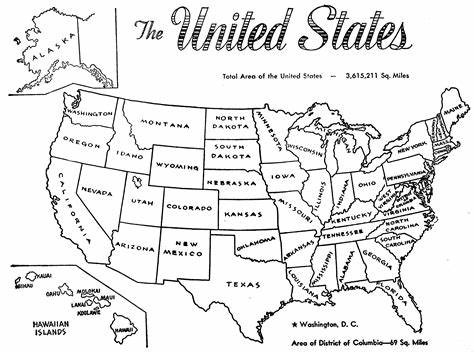 The United States
Total Area of the United States — 3,615,211 Sq. Miles
ALASKA
WASHINGTON
OREGON
CALIFORNIA
NEVADA
IDAHO
MONTANA
WYOMING
UTAH
ARIZONA
COLORADO
NEW
MEXICO
NORTH
DAKOTA
SOUTH
DAKOTA
NEBRASKA
KANSAS
OKLAHOMA
TEXAS
MINNESOTA
IOWA
MISSOURI
ARKANSAS
LOUISIANA
WISCONSIN
ILLINOIS
INDIANA
OHIO
KENTUCKY
TENNESSEE
MISSISSIPPI
ALABAMA
GEORGIA
FLORIDA
SOUTH
CAROLINA
NORTH
CAROLINA
VIRGINIA
WEST
PENNSYLVANIA
NEW YORK
MAINE
KAUAI
NIIHAU
OAHU
MOLOKAI
LANAI
MAUI
KOOLAWE
HAWAII
HAWAIIAN
ISLANDS
★ Washington, D. C.
Area of District of Columbia—69 Sq. Miles